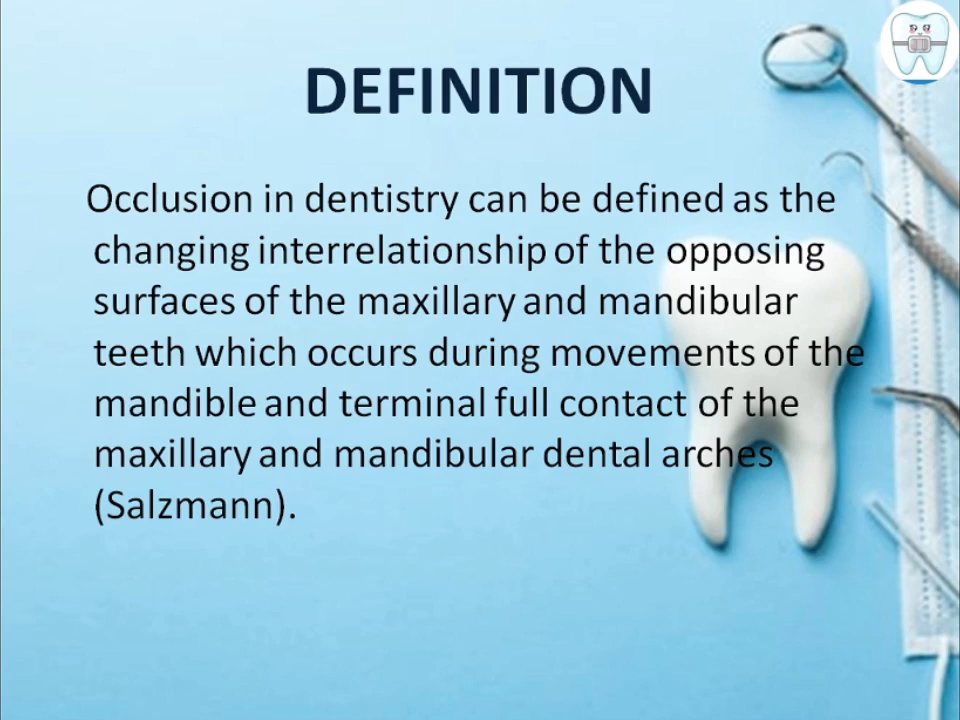 DEFINITION
Occlusion in dentistry can be defined as the
changing interrelationship of the opposing
surfaces of the maxillary and mandibular
teeth which occurs during movements of the
mandible and terminal full contact of the
maxillary and mandibular dental arches
(Salzmann).